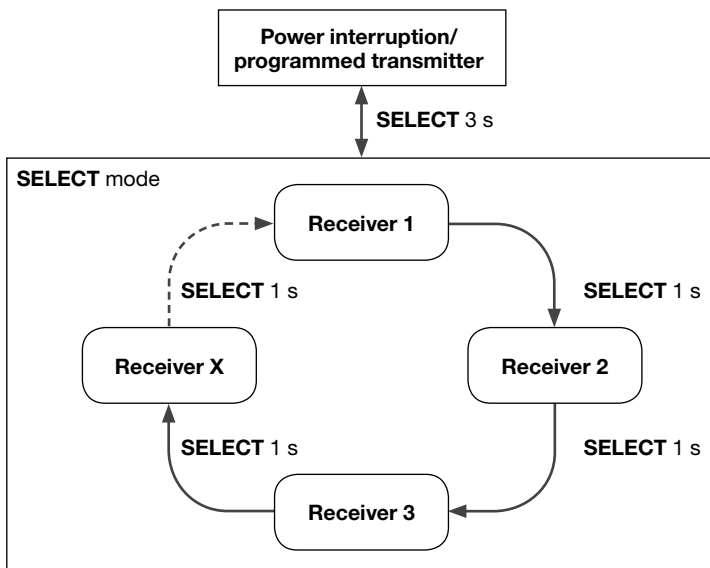 Power interruption/
programmed transmitter
SELECT 3 s
SELECT mode
Receiver 1
SELECT 1 s
SELECT 1 s
Receiver X
Receiver 2
SELECT 1 s
SELECT 1 s
Receiver 3